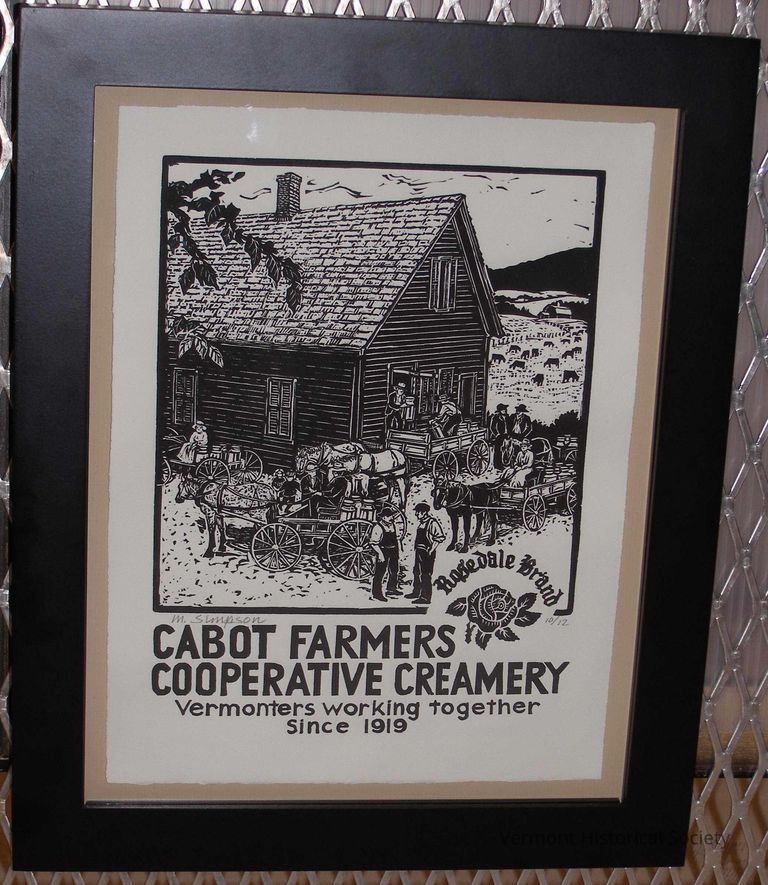 Rosedale Brand
M. Simpson 10/12
CABOT FARMERS
COOPERATIVE CREAMERY
Vermonters working together
Since 1919
Vermont Historical Society